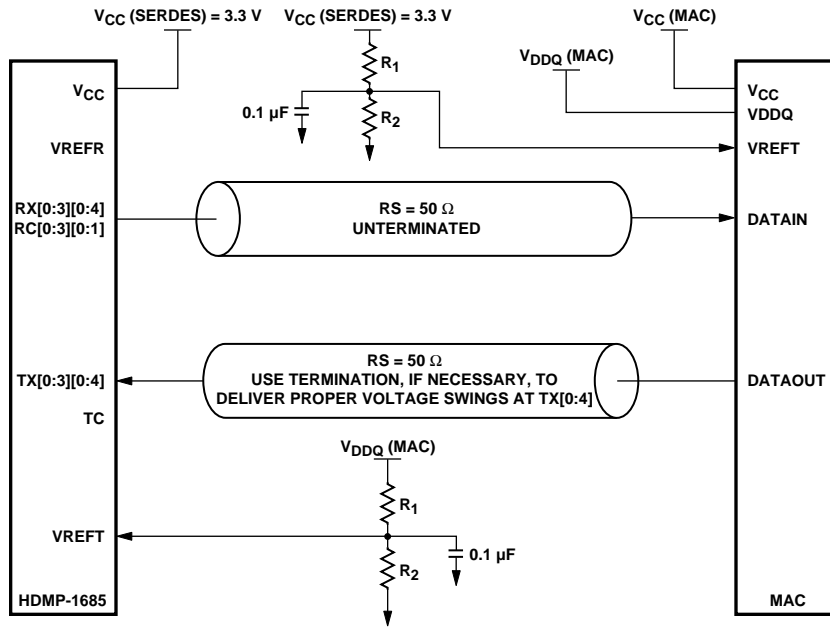 VCC (SERDES) = 3.3 V
VCC (SERDES) = 3.3 V
VCC (MAC)
VDDQ (MAC)
R1
VCC
0.1 µF
R2
VCC
VDDQ
VREFR
VREFT
RX[0:3][0:4]
RC[0:3][0:1]
RS = 50 Ω
UNTERMINATED
DATAIN
TX[0:3][0:4]
TC
RS = 50 Ω
USE TERMINATION, IF NECESSARY, TO
DELIVER PROPER VOLTAGE SWINGS AT TX[0:4]
DATAOUT
VDDQ (MAC)
R1
VREFT
R2
0.1 µF
HDMP-1685
MAC